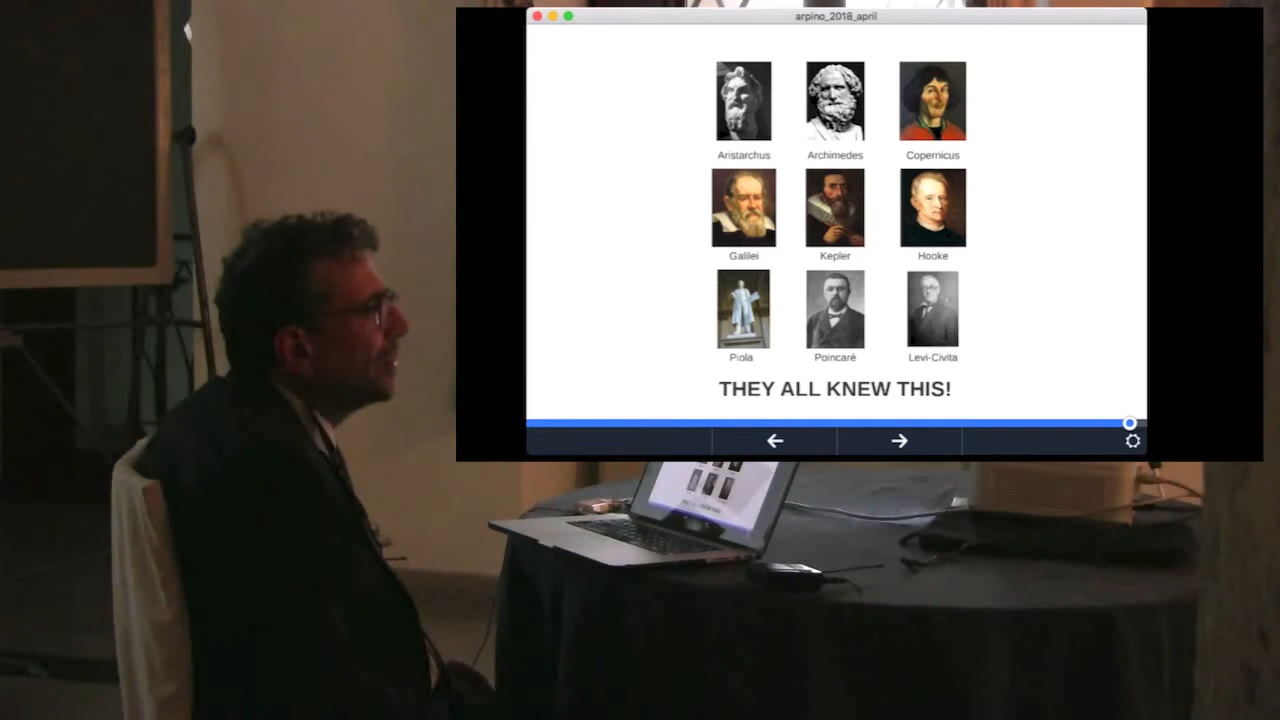 arpino_2018_april
Aristarchus Archimedes Copernicus
Galilei Kepler Hooke
Piola Poincaré Levi-Civita
THEY ALL KNEW THIS!